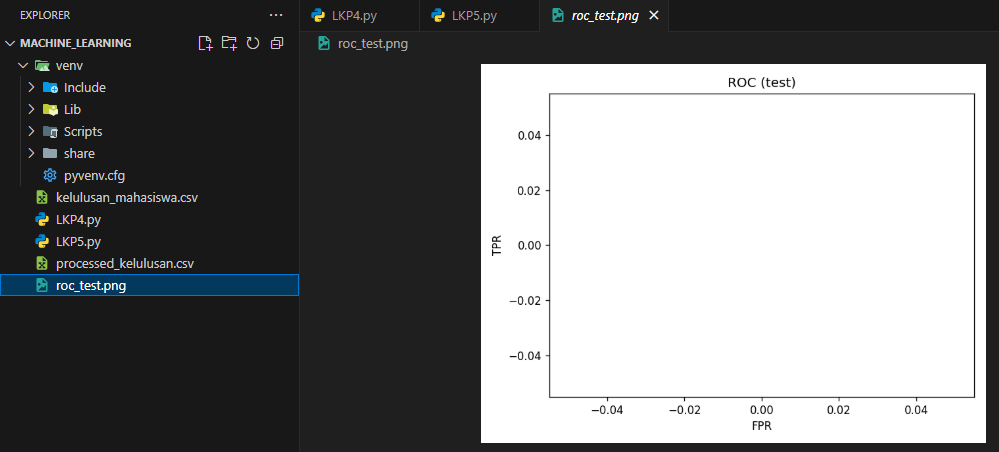 EXPLORER
LKP4.py
LKP5.py
roc_test.png
MACHINE_LEARNING
roc_test.png
venv
Include
Lib
Scripts
share
pyvenv.cfg
kelulusan_mahasiswa.csv
LKP4.py
LKP5.py
processed_kelulusan.csv
roc_test.png
ROC (test)
TPR
0.04
0.02
0.00
−0.02
−0.04
−0.04 −0.02 0.00 0.02 0.04
FPR